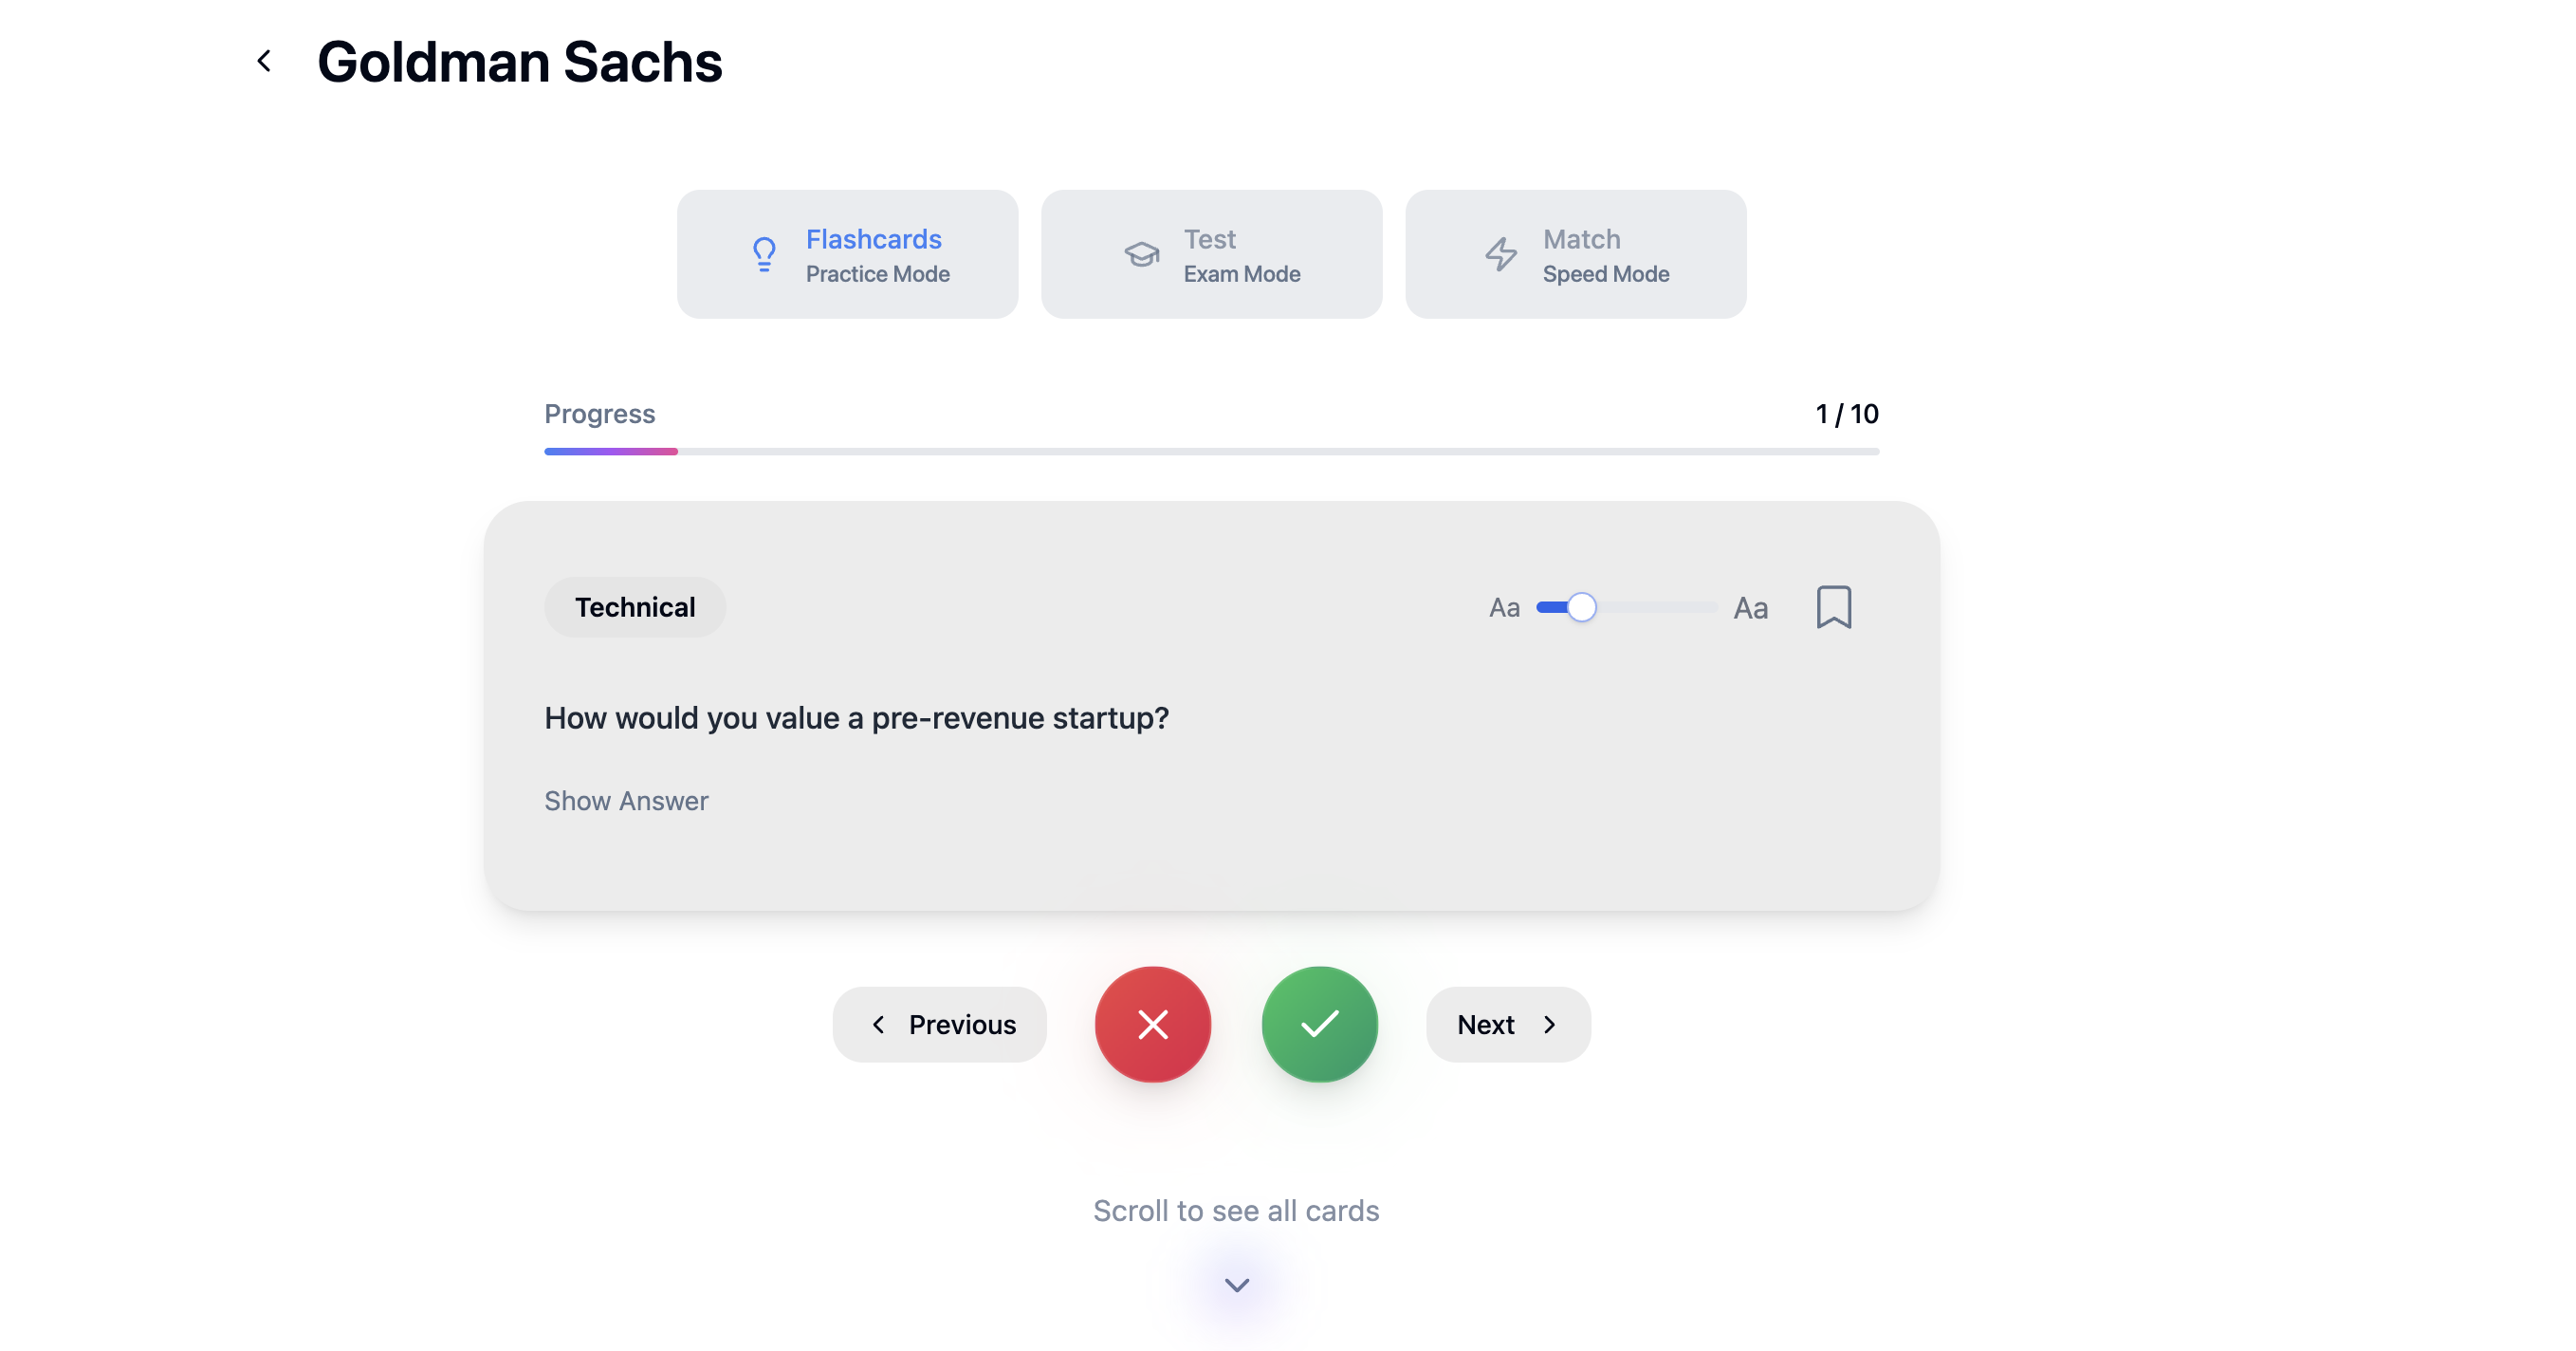 Goldman Sachs
Flashcards
Practice Mode
Test
Exam Mode
Match
Speed Mode
Progress
1 / 10
Technical
Aa
Aa
How would you value a pre-revenue startup?
Show Answer
Previous
Next
Scroll to see all cards